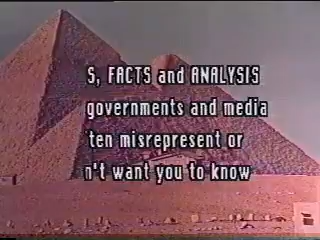 S, FACTS and ANALYSIS
governments and media
ten misrepresent or
n't want you to know